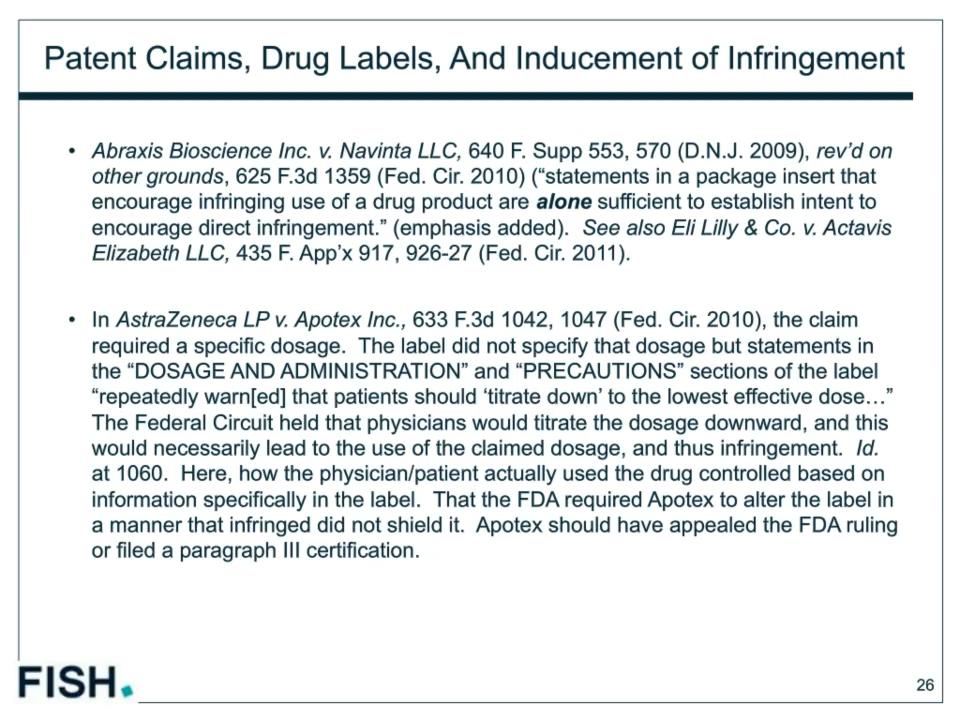 Patent Claims, Drug Labels, And Inducement of Infringement
• Abraxis Bioscience Inc. v. Navinta LLC, 640 F. Supp 553, 570 (D.N.J. 2009), rev’d on
other grounds, 625 F.3d 1359 (Fed. Cir. 2010) (“statements in a package insert that
encourage infringing use of a drug product are alone sufficient to establish intent to
encourage direct infringement.” (emphasis added). See also Eli Lilly & Co. v. Actavis
Elizabeth LLC, 435 F. App’x 917, 926-27 (Fed. Cir. 2011).
• In AstraZeneca LP v. Apotex Inc., 633 F.3d 1042, 1047 (Fed. Cir. 2010), the claim
required a specific dosage. The label did not specify that dosage but statements in
the “DOSAGE AND ADMINISTRATION” and “PRECAUTIONS” sections of the label
“repeatedly warn[ed] that patients should ‘titrate down’ to the lowest effective dose…”
The Federal Circuit held that physicians would titrate the dosage downward, and this
would necessarily lead to the use of the claimed dosage, and thus infringement. Id.
at 1060. Here, how the physician/patient actually used the drug controlled based on
information specifically in the label. That the FDA required Apotex to alter the label in
a manner that infringed did not shield it. Apotex should have appealed the FDA ruling
or filed a paragraph III certification.
FISH.
26